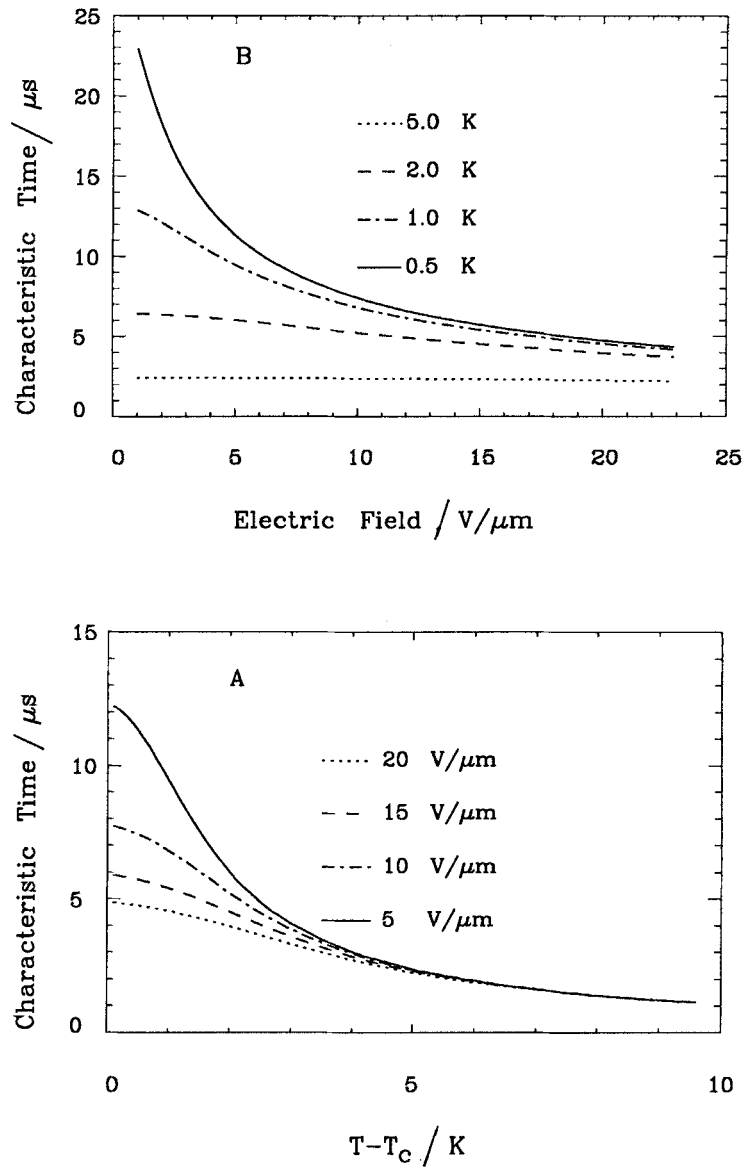 B
Characteristic Time / μs
25
20
15
10
5
0
5.0 K
2.0 K
1.0 K
0.5 K
0 5 10 15 20 25
Electric Field / V/μm
A
Characteristic Time / μs
15
10
5
0
20 V/μm
15 V/μm
10 V/μm
5 V/μm
0 5 10
T-Tc / K